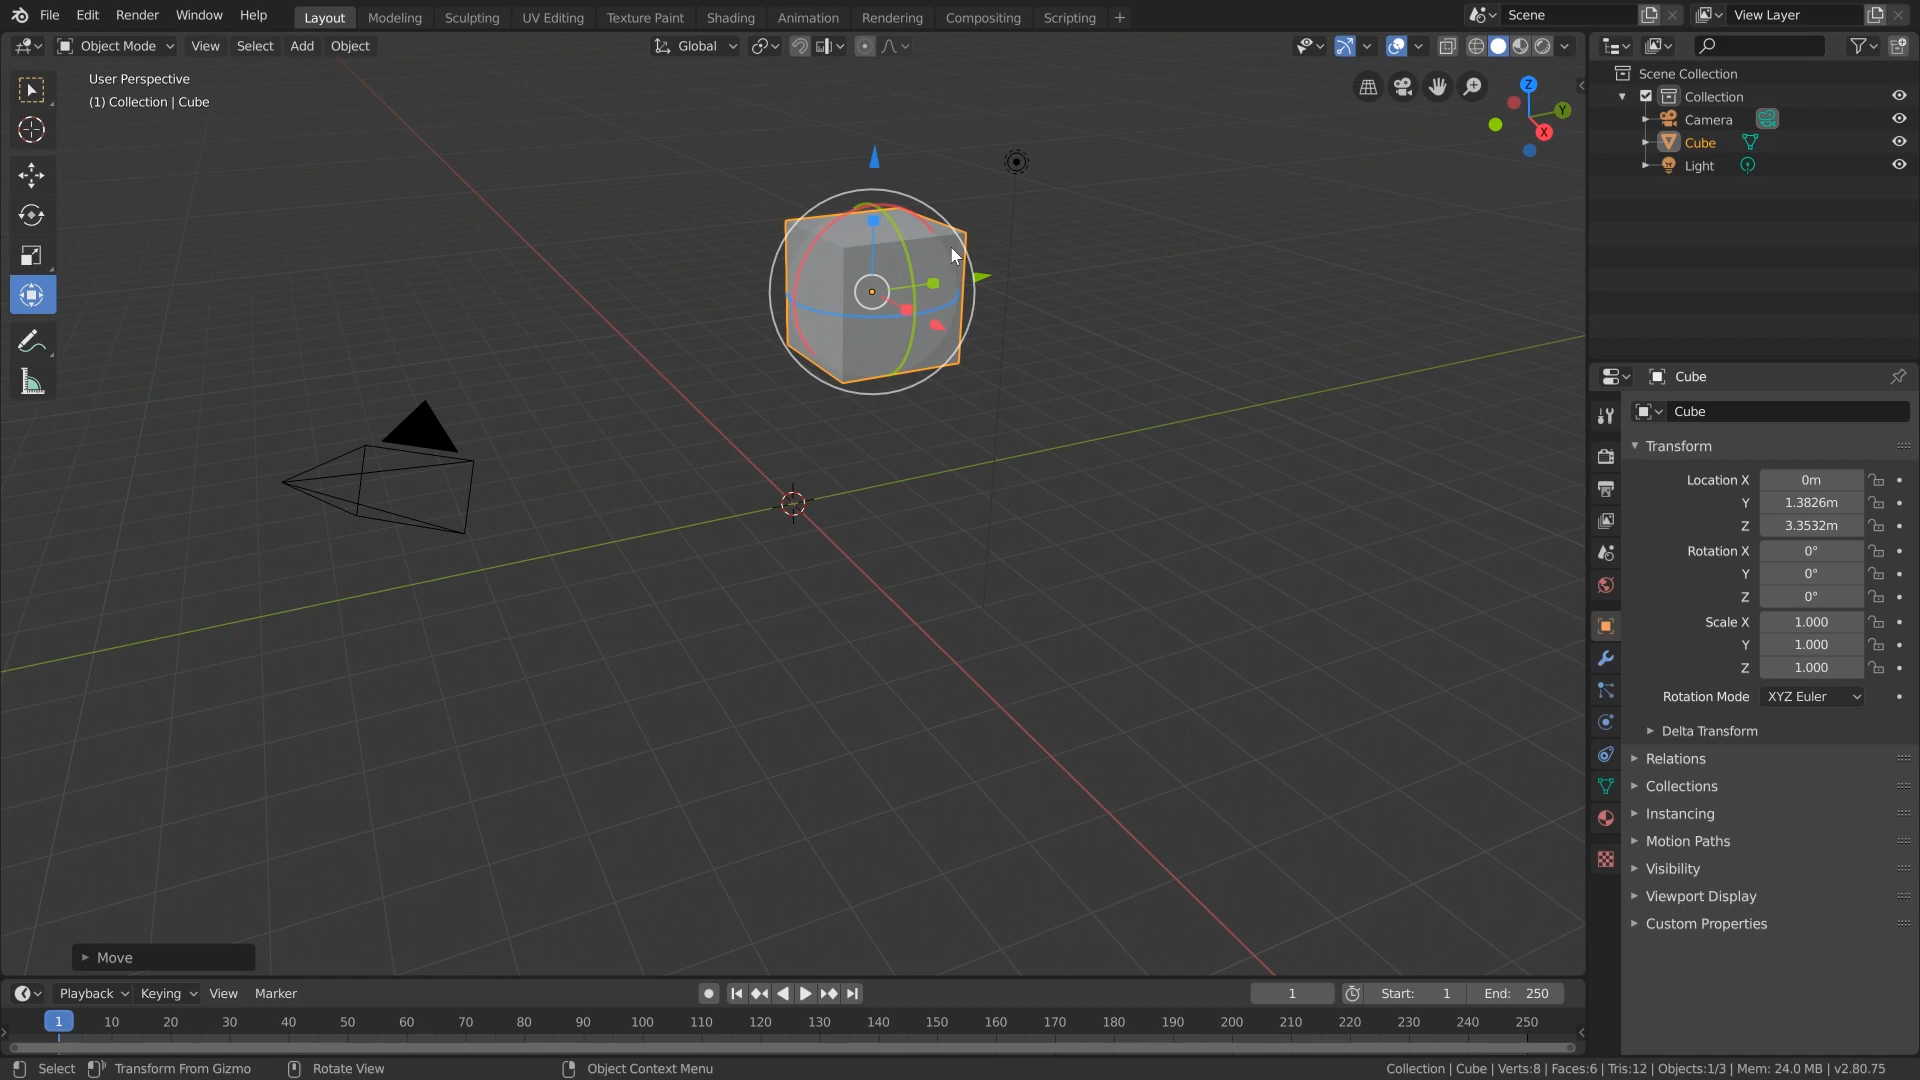 File Edit Render Window Help Layout Modeling Sculpting UV Editing Texture Paint Shading Animation Rendering Compositing Scripting + Scene View Layer
Object Mode View Select Add Object Global
User Perspective
(1) Collection | Cube
Z
Y
X
Scene Collection
Collection
Camera
Cube
Light
Cube
Cube
Transform
Location X 0m
Y 1.3826m
Z 3.3532m
Rotation X 0°
Y 0°
Z 0°
Scale X 1.000
Y 1.000
Z 1.000
Rotation Mode XYZ Euler
Delta Transform
Relations
Collections
Instancing
Motion Paths
Visibility
Viewport Display
Custom Properties
Move
Playback Keying View Marker 1 Start: 1 End: 250
1 10 20 30 40 50 60 70 80 90 100 110 120 130 140 150 160 170 180 190 200 210 220 230 240 250
Select Transform From Gizmo Rotate View Object Context Menu Collection | Cube | Verts:8 | Faces:6 | Tris:12 | Objects:1/3 | Mem: 24.0 MB | v2.80.75